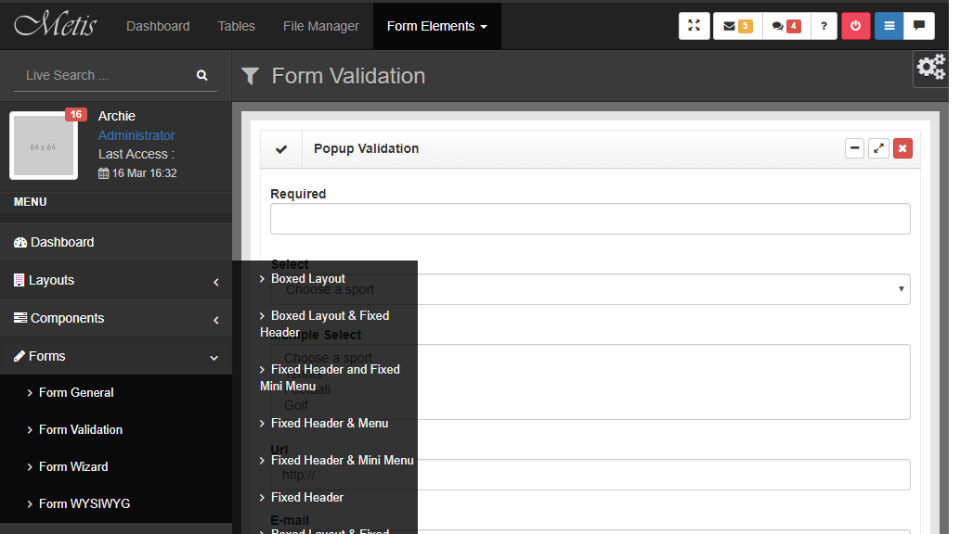 Metis Dashboard Tables File Manager Form Elements 5 4 ?
Live Search ...
Form Validation
16
64 x 64
Archie
Administrator
Last Access :
16 Mar 16:32
MENU
Dashboard
Layouts
Components
Forms
Form General
Form Validation
Form Wizard
Form WYSIWYG
Boxed Layout
Boxed Layout & Fixed
Header
Fixed Header and Fixed
Mini Menu
Fixed Header & Menu
Fixed Header & Mini Menu
Fixed Header
Boxed Layout & Fixed
Popup Validation
Required
Select
Choose a sport
Select
Choose a sport
Football
Golf
Url
http://
E-mail